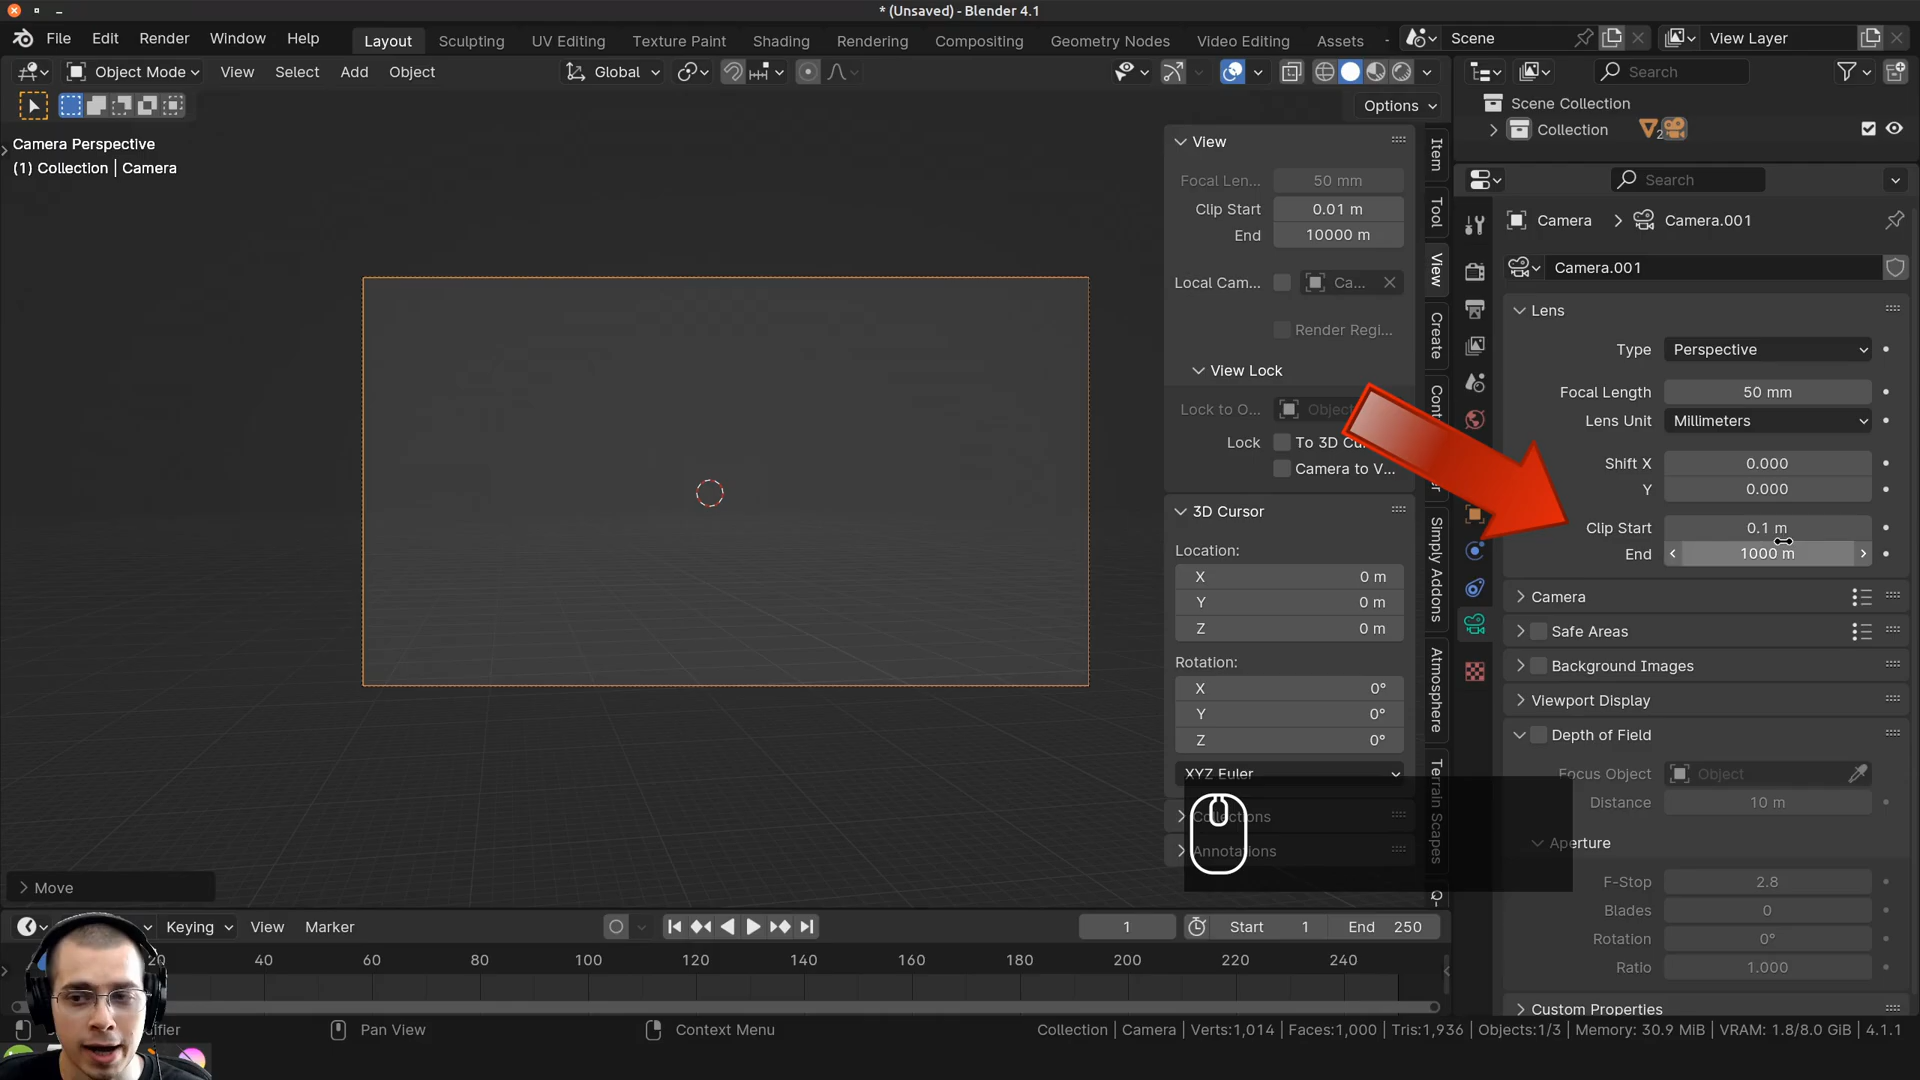 * (Unsaved) - Blender 4.1
File Edit Render Window Help Layout Sculpting UV Editing Texture Paint Shading Rendering Compositing Geometry Nodes Video Editing Assets Scene View Layer
Object Mode View Select Add Object Global Search
Options
Camera Perspective
(1) Collection | Camera
Scene Collection
Collection 2
View
Focal Len... 50 mm
Clip Start 0.01 m
End 10000 m
Local Cam... Ca...
Render Regi...
View Lock
Lock to O... Object
Lock To 3D Cu
Camera to V...
3D Cursor
Location:
X 0 m
Y 0 m
Z 0 m
Rotation:
X 0°
Y 0°
Z 0°
XYZ Euler
Collections
Annotations
Item
Tool
View
Create
Simply Addons
Atmosphere
Terrain Scapes
Search
Camera Camera.001
Camera.001
Lens
Type Perspective
Focal Length 50 mm
Lens Unit Millimeters
Shift X 0.000
Y 0.000
Clip Start 0.1 m
End 1000 m
Camera
Safe Areas
Background Images
Viewport Display
Depth of Field
Focus Object Object
Distance 10 m
Aperture
F-Stop 2.8
Blades 0
Rotation 0°
Ratio 1.000
Custom Properties
Move
Keying View Marker 1 Start 1 End 250
20 40 60 80 100 120 140 160 180 200 220 240
Pan View Context Menu Collection | Camera | Verts:1,014 | Faces:1,000 | Tris:1,936 | Objects:1/3 | Memory: 30.9 MiB | VRAM: 1.8/8.0 GiB | 4.1.1